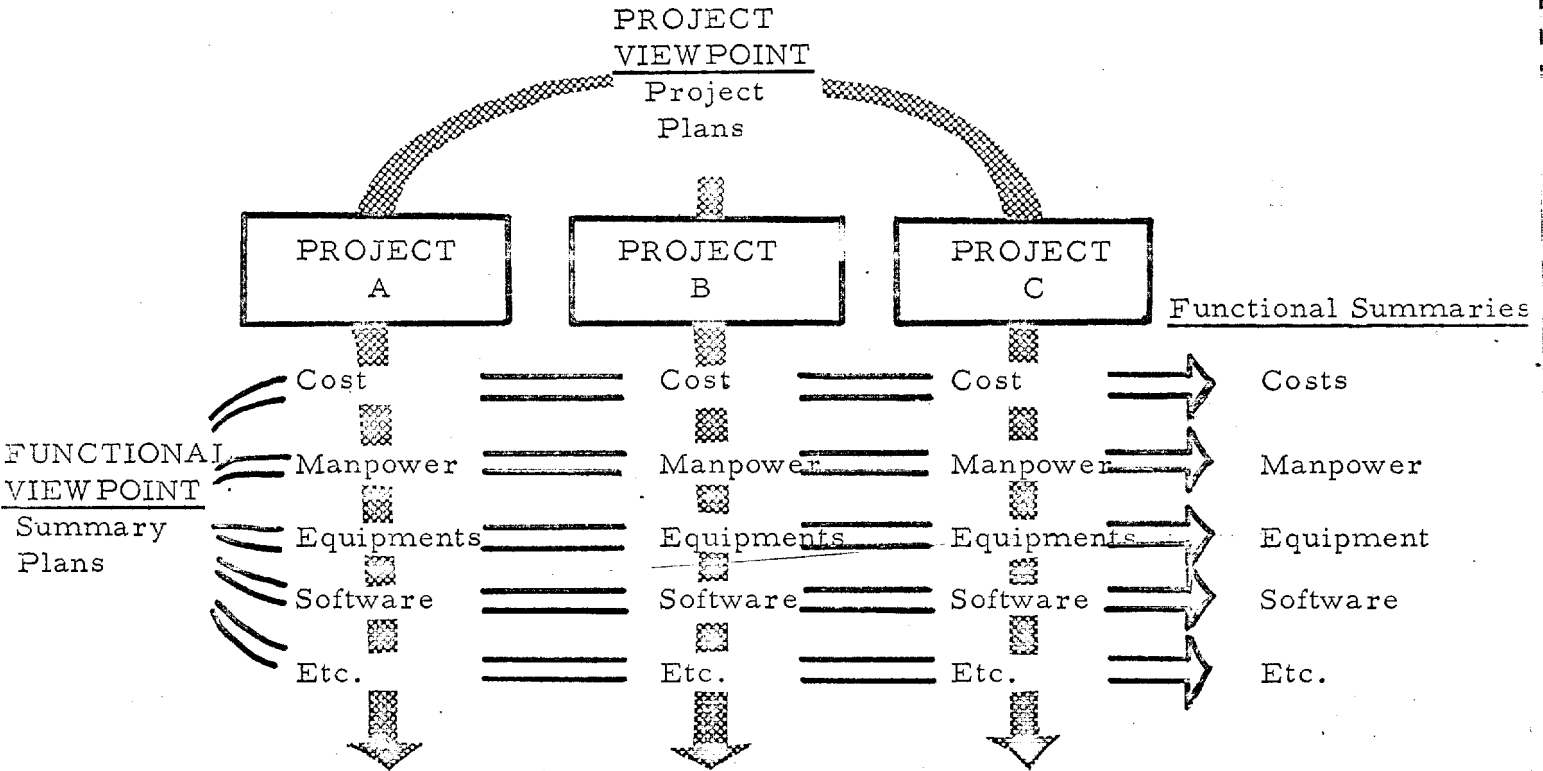 PROJECT
VIEWPOINT
Project
Plans
PROJECT
A
PROJECT
B
PROJECT
C
Functional Summaries
Cost Cost Cost Costs
FUNCTIONAL
VIEWPOINT
Summary
Plans
Manpower Manpower Manpower Manpower
Equipments Equipments Equipments Equipment
Software Software Software Software
Etc. Etc. Etc. Etc.